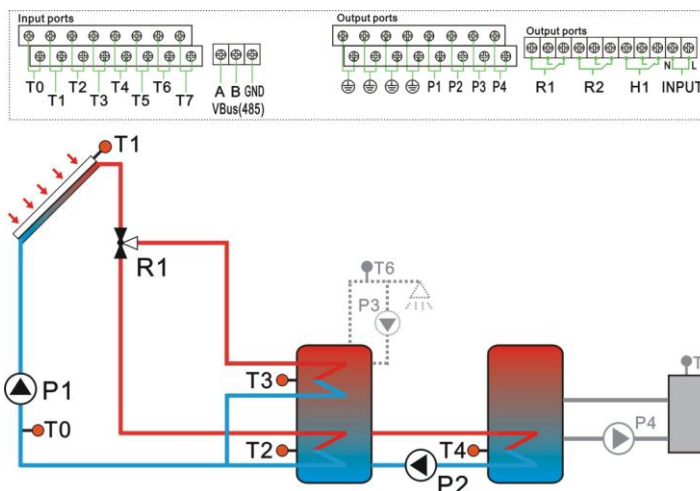 Input ports
T0 T1 T2 T3 T4 T5 T6 T7
A B GND
VBus(485)
Output ports
P1 P2 P3 P4
Output ports
R1 R2 H1 N L
INPUT
T1
R1
T6
P3
T3
P1
T0
T2
T4
P2
P4